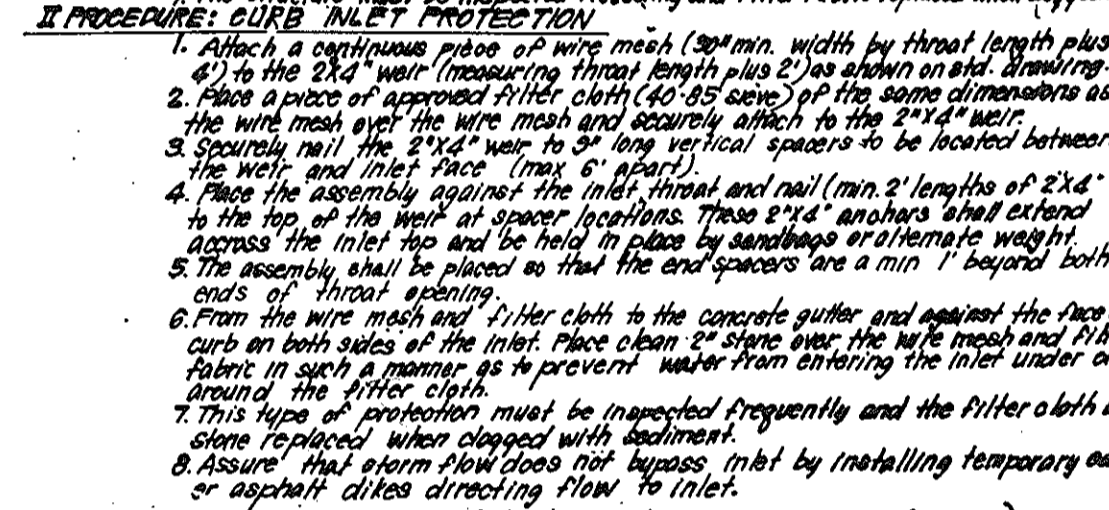 II PROCEDURE: CURB INLET PROTECTION
1. Attach a continuous piece of wire mesh (30" min. width by throat length plus
4') to the 2X4" weir (measuring throat length plus 2') as shown on std. drawing.
2. Place a piece of approved filter cloth (40-85 sieve) of the same dimensions as
the wire mesh over the wire mesh and securely attach to the 2"X4" weir.
3. Securely nail the 2"X4" weir to 9" long vertical spacers to be located between
the weir and inlet face (max 6' apart).
4. Place the assembly against the inlet throat and nail (min. 2' lengths of 2"X4"
to the top of the weir at spacer locations. These 2"X4" anchors shall extend
across the inlet top and be held in place by sandbags or alternate weight.
5. The assembly shall be placed so that the end spacers are a min 1' beyond both
ends of throat opening.
6. From the wire mesh and filter cloth to the concrete gutter and against the face
curb on both sides of the inlet. Place clean 2" stone over the wire mesh and
fabric in such a manner as to prevent water from entering the inlet under
around the filter cloth.
7. This type of protection must be inspected frequently and the filter cloth
stone replaced when clogged with sediment.
8. Assure that storm flow does not bypass inlet by installing temporary
er asphalt dikes directing flow to inlet.